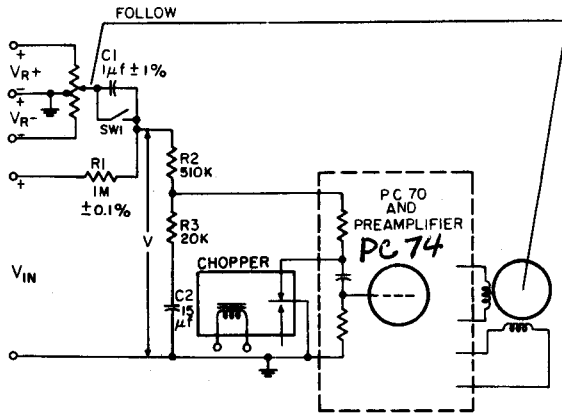 FOLLOW
+
C1
1μf ± 1%
VR+
–
+
VR–
–
SW1
+
R1
1M
±0.1%
R2
510K
V
R3
20K
VIN
C2
15
μf
CHOPPER
PC 70
AND
PREAMPLIFIER
PC 74